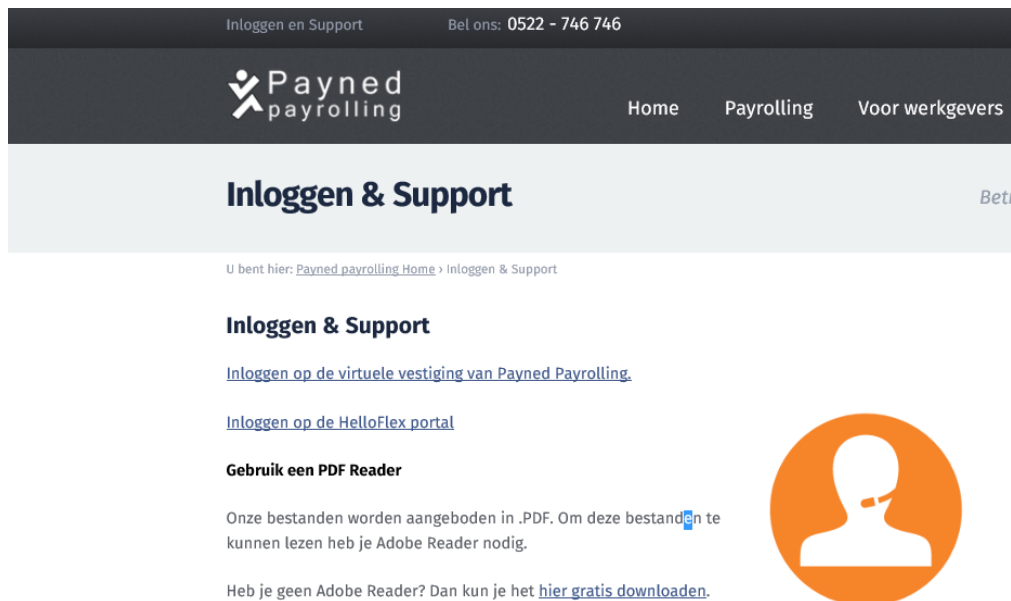 Inloggen en Support
Bel ons: 0522 - 746 746
Payned
payrolling
Home
Payrolling
Voor werkgevers
Inloggen & Support
U bent hier: Payned payrolling Home › Inloggen & Support
Inloggen & Support
Inloggen op de virtuele vestiging van Payned Payrolling.
Inloggen op de HelloFlex portal
Gebruik een PDF Reader
Onze bestanden worden aangeboden in .PDF. Om deze bestanden te
kunnen lezen heb je Adobe Reader nodig.
Heb je geen Adobe Reader? Dan kun je het hier gratis downloaden.